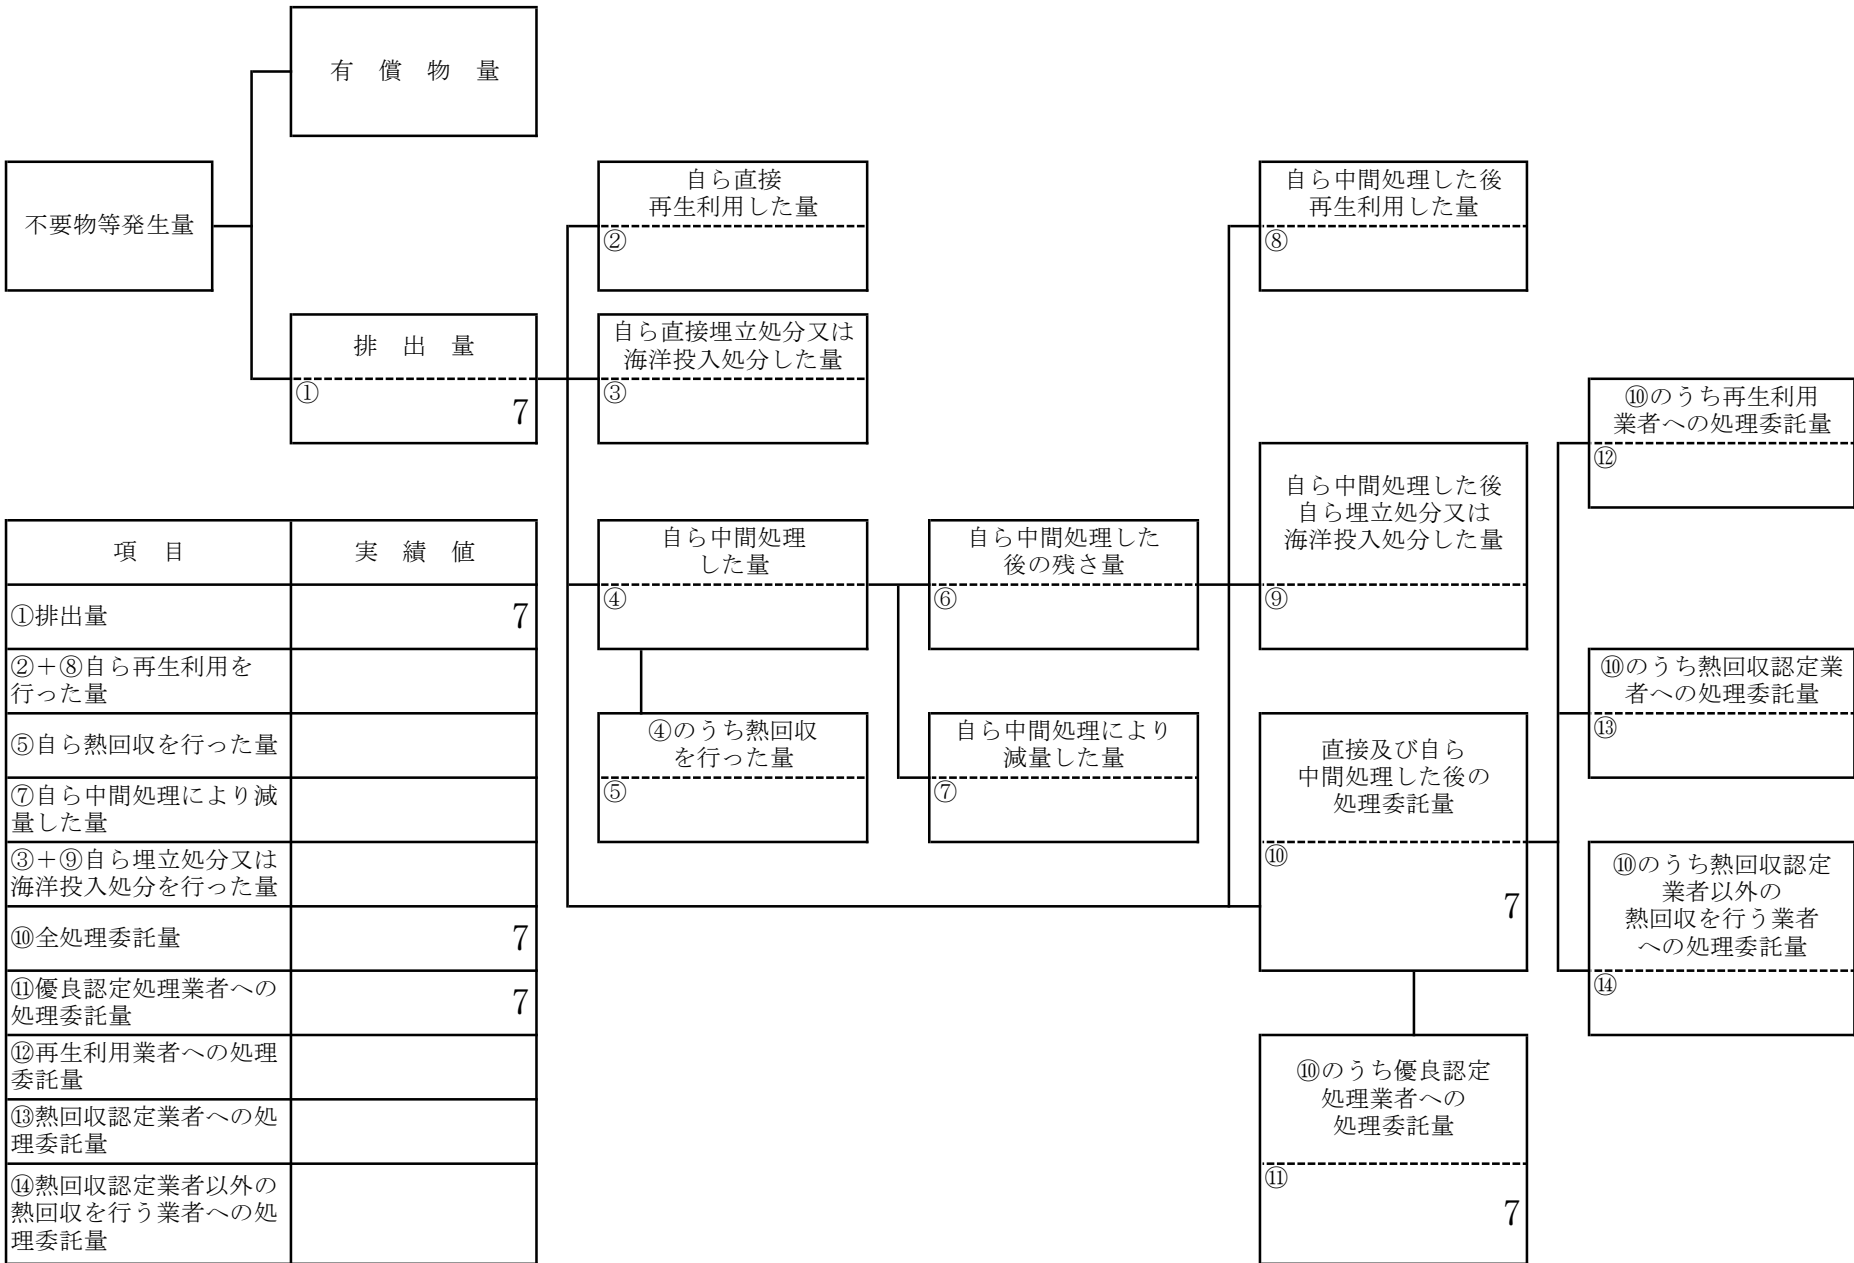 有 償 物 量
不要物等発生量
排 出 量
①
7
自ら直接
再生利用した量
②
自ら直接埋立処分又は
海洋投入処分した量
③
自ら中間処理
した量
④
④のうち熱回収
を行った量
⑤
自ら中間処理した
後の残さ量
⑥
自ら中間処理により
減量した量
⑦
自ら中間処理した後
再生利用した量
⑧
自ら中間処理した後
自ら埋立処分又は
海洋投入処分した量
⑨
直接及び自ら
中間処理した後の
処理委託量
⑩
7
⑩のうち優良認定
処理業者への
処理委託量
⑪
7
⑩のうち再生利用
業者への処理委託量
⑫
⑩のうち熱回収認定業
者への処理委託量
⑬
⑩のうち熱回収認定
業者以外の
熱回収を行う業者
への処理委託量
⑭
項 目 実 績 値
①排出量 7
②＋⑧自ら再生利用を
行った量
⑤自ら熱回収を行った量
⑦自ら中間処理により減
量した量
③＋⑨自ら埋立処分又は
海洋投入処分を行った量
⑩全処理委託量 7
⑪優良認定処理業者への
処理委託量 7
⑫再生利用業者への処理
委託量
⑬熱回収認定業者への処
理委託量
⑭熱回収認定業者以外の
熱回収を行う業者への処
理委託量